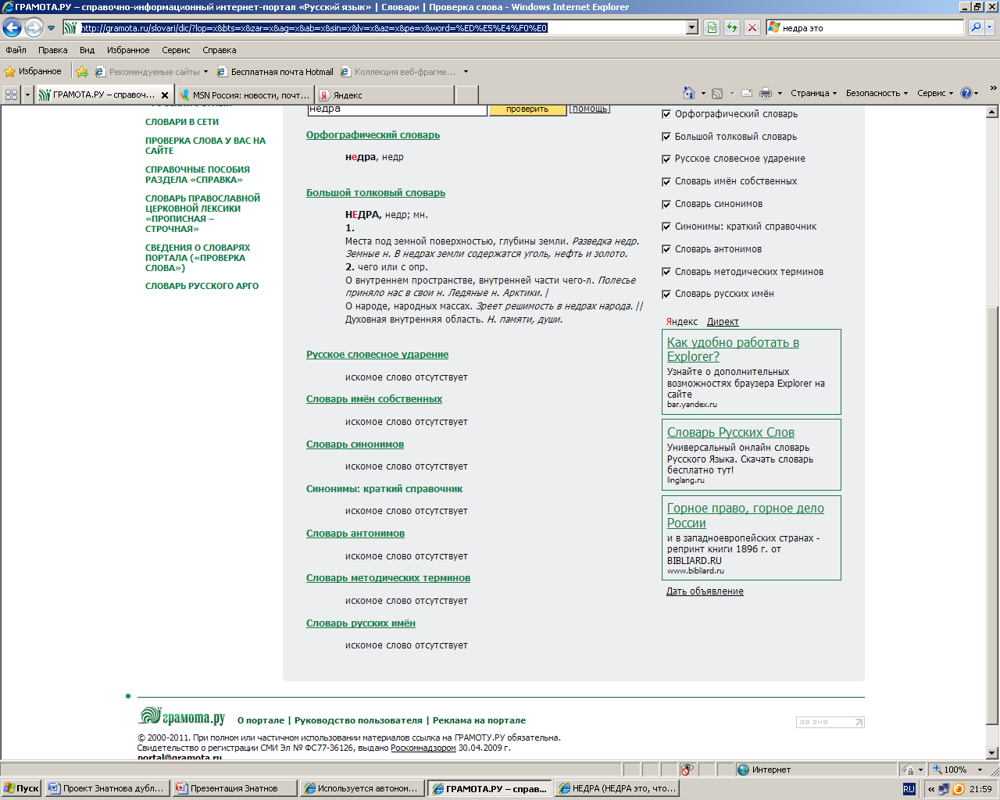 ГРАМОТА.РУ – справочно-информационный интернет-портал «Русский язык» | Словари | Проверка слова - Windows Internet Explorer
http://gramota.ru/slovari/dic/?lop=x&bts=x&zar=x&ag=x&ab=x&sin=x&lv=x&az=x&pe=x&word=%ED%E5%E4%F0%E0
недра это
Файл Правка Вид Избранное Сервис Справка
Избранное Рекомендуемые сайты Бесплатная почта Hotmail Коллекция веб-фрагме...
ГРАМОТА.РУ – справоч... MSN Россия: новости, почт... Яндекс
Страница Безопасность Сервис
СЛОВАРИ В СЕТИ
ПРОВЕРКА СЛОВА У ВАС НА
САЙТЕ
СПРАВОЧНЫЕ ПОСОБИЯ
РАЗДЕЛА «СПРАВКА»
СЛОВАРЬ ПРАВОСЛАВНОЙ
ЦЕРКОВНОЙ ЛЕКСИКИ
«ПРОПИСНАЯ –
СТРОЧНАЯ»
СВЕДЕНИЯ О СЛОВАРЯХ
ПОРТАЛА («ПРОВЕРКА
СЛОВА»)
СЛОВАРЬ РУССКОГО АРГО
недра проверить [помощь]
Орфографический словарь
недра, недр
Большой толковый словарь
НЕДРА, недр; мн.
1.
Места под земной поверхностью, глубины земли. Разведка недр.
Земные н. В недрах земли содержатся уголь, нефть и золото.
2. чего или с опр.
О внутреннем пространстве, внутренней части чего-л. Полесье
приняло нас в свои н. Ледяные н. Арктики. |
О народе, народных массах. Зреет решимость в недрах народа. ||
Духовная внутренняя область. Н. памяти, души.
Русское словесное ударение
искомое слово отсутствует
Словарь имён собственных
искомое слово отсутствует
Словарь синонимов
искомое слово отсутствует
Синонимы: краткий справочник
искомое слово отсутствует
Словарь антонимов
искомое слово отсутствует
Словарь методических терминов
искомое слово отсутствует
Словарь русских имён
искомое слово отсутствует
Орфографический словарь
Большой толковый словарь
Русское словесное ударение
Словарь имён собственных
Словарь синонимов
Синонимы: краткий справочник
Словарь антонимов
Словарь методических терминов
Словарь русских имён
Яндекс Директ
Как удобно работать в
Explorer?
Узнайте о дополнительных
возможностях браузера Explorer на
сайте
bar.yandex.ru
Словарь Русских Слов
Универсальный онлайн словарь
Русского Языка. Скачать словарь
бесплатно тут!
linglang.ru
Горное право, горное дело
России
и в западноевропейских странах -
репринт книги 1896 г. от
BIBLIARD.RU
www.bibliard.ru
Дать объявление
грамота.ру О портале | Руководство пользователя | Реклама на портале
© 2000-2011. При полном или частичном использовании материалов ссылка на ГРАМОТУ.РУ обязательна.
Свидетельство о регистрации СМИ Эл № ФС77-36126, выдано Роскомнадзором 30.04.2009 г.
portal@gramota.ru
Интернет 100%
Пуск Проект Знатнова дубл... Презентация Знатнов Используется автоном... ГРАМОТА.РУ – справ... НЕДРА (НЕДРА это, что... RU « 21:59